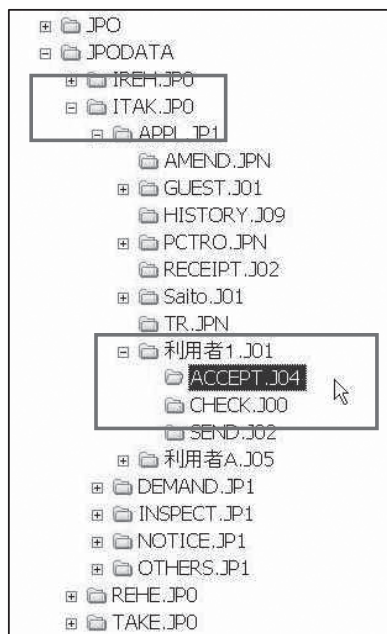 JPO
JPODATA
IREH.JP0
ITAK.JP0
APPL.JP1
AMEND.JPN
GUEST.J01
HISTORY.J09
PCTRO.JPN
RECEIPT.J02
Saito.J01
TR.JPN
利用者1.J01
ACCEPT.J04
CHECK.J00
SEND.J02
利用者A.J05
DEMAND.JP1
INSPECT.JP1
NOTICE.JP1
OTHERS.JP1
REHE.JP0
TAKE.JP0